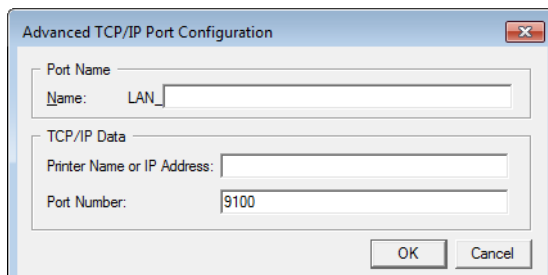 Advanced TCP/IP Port Configuration
Port Name
Name: LAN_
TCP/IP Data
Printer Name or IP Address:
Port Number: 9100
OK Cancel